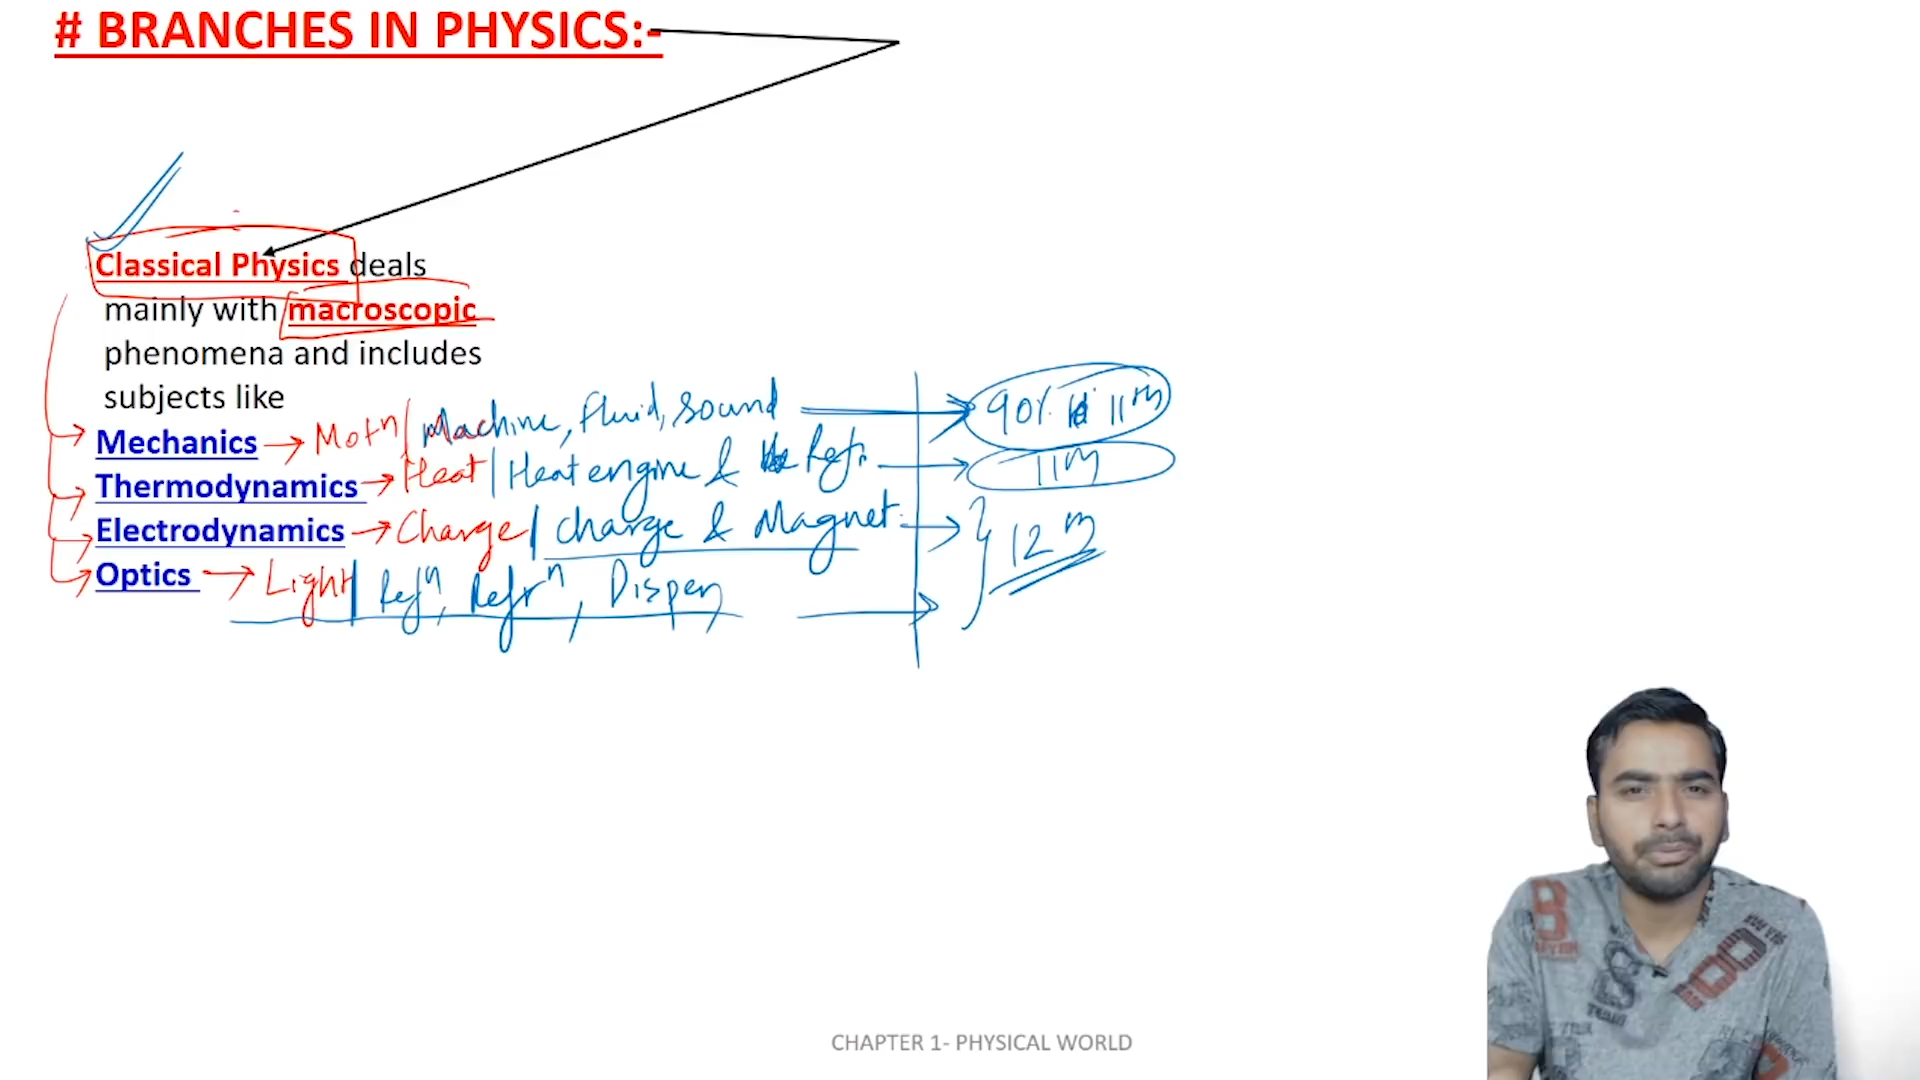 # BRANCHES IN PHYSICS:-
Classical Physics deals
mainly with macroscopic
phenomena and includes
subjects like
Mechanics → Motn / Machine, fluid, sound → 90% 11th
Thermodynamics → Heat / Heat engine & Refr → 11th
Electrodynamics → Charge / Charge & Magnet →
12th
Optics → Light / Refn, Refrn, Dispen →
CHAPTER 1- PHYSICAL WORLD